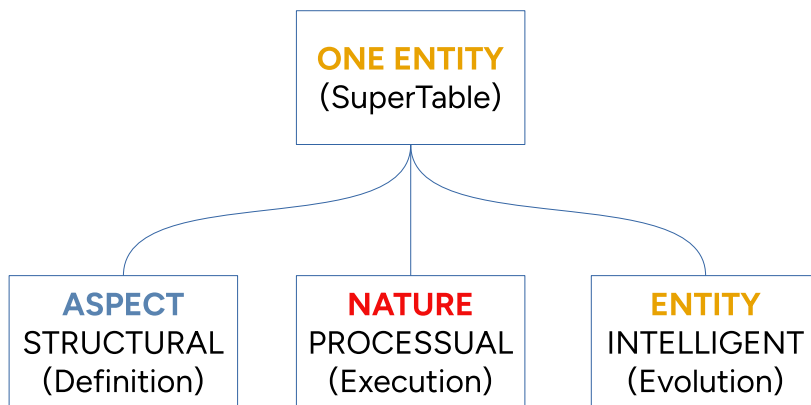 ONE ENTITY
(SuperTable)
ASPECT
STRUCTURAL
(Definition)
NATURE
PROCESSUAL
(Execution)
ENTITY
INTELLIGENT
(Evolution)